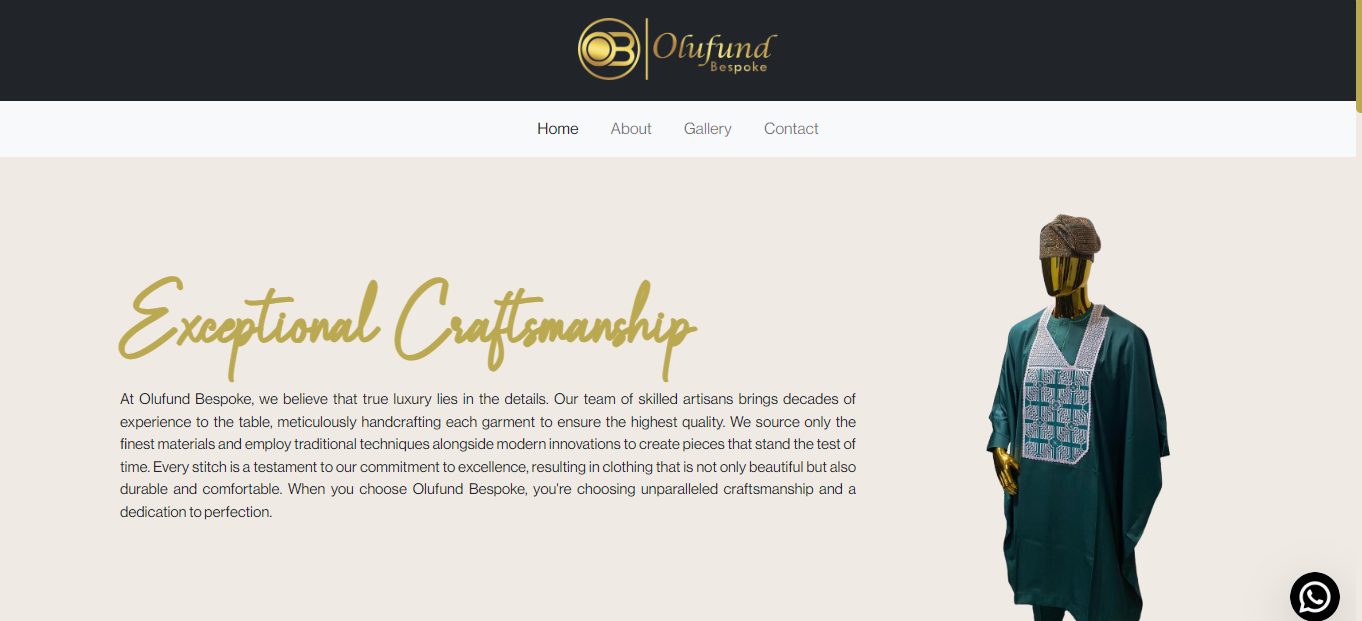 OB Olufund
Bespoke
Home About Gallery Contact
Exceptional Craftsmanship
At Olufund Bespoke, we believe that true luxury lies in the details. Our team of skilled artisans brings decades of
experience to the table, meticulously handcrafting each garment to ensure the highest quality. We source only the
finest materials and employ traditional techniques alongside modern innovations to create pieces that stand the test of
time. Every stitch is a testament to our commitment to excellence, resulting in clothing that is not only beautiful but also
durable and comfortable. When you choose Olufund Bespoke, you're choosing unparalleled craftsmanship and a
dedication to perfection.